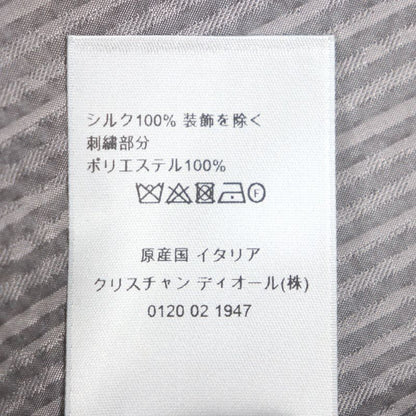 シルク100% 装飾を除く
刺繍部分
ポリエステル100%
F
原産国 イタリア
クリスチャン ディオール(株)
0120 02 1947